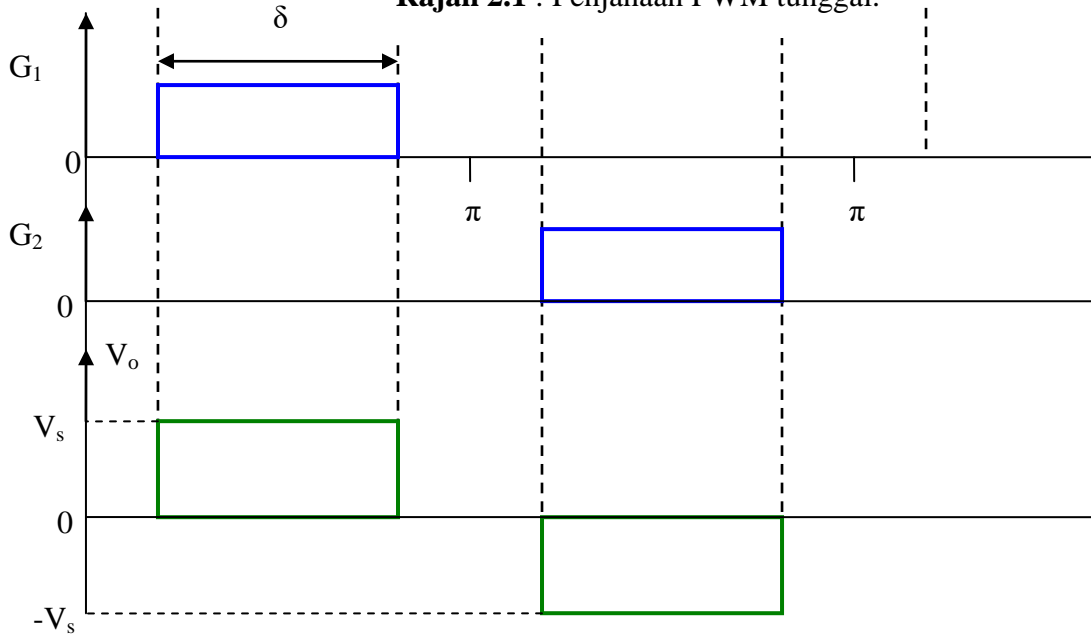 Rajah 2.1 : Penjanaan PWM tunggal.
δ
G₁
0
π
π
G₂
0
Vₒ
Vₛ
0
-Vₛ